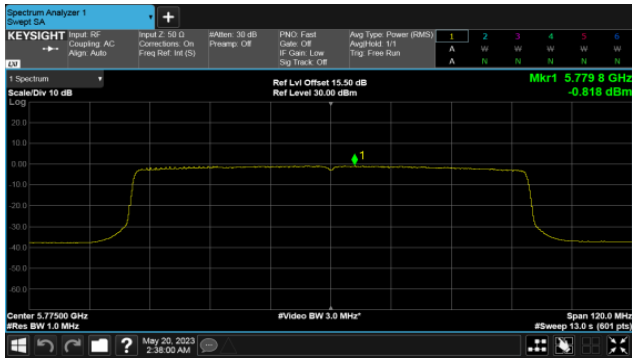 Spectrum Analyzer 1
Swept SA
+
KEYSIGHT Input: RF Input Z: 50 Ω #Atten: 30 dB PNO: Fast Avg Type: Power (RMS) 1 2 3 4 5 6
Coupling: AC Corrections: On Preamp: Off Gate: Off Avg|Hold: 1/1 A W W W W W
Align: Auto Freq Ref: Int (S) IF Gain: Low Trig: Free Run
Sig Track: Off A N N N N N
LXI
1 Spectrum Ref Lvl Offset 15.50 dB Mkr1 5.779 8 GHz
Scale/Div 10 dB Ref Level 30.00 dBm -0.818 dBm
Log
20.0
10.0
0.00 1
-10.0
-20.0
-30.0
-40.0
-50.0
-60.0
Center 5.77500 GHz #Video BW 3.0 MHz* Span 120.0 MHz
#Res BW 1.0 MHz #Sweep 13.0 s (601 pts)
? May 20, 2023
2:38:00 AM